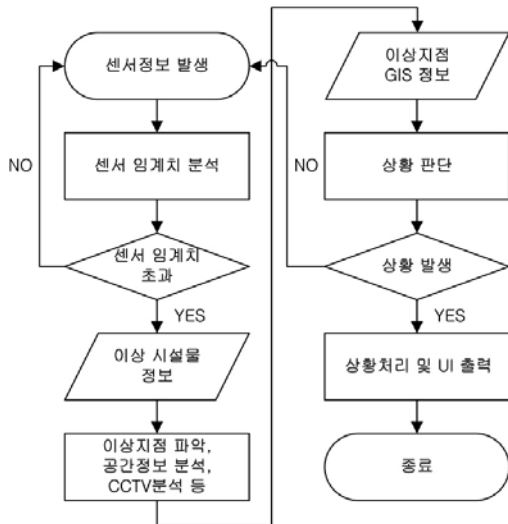 센서정보 발생
센서 임계치 분석
NO
센서 임계치
초과
YES
이상 시설물
정보
이상지점 파악,
공간정보 분석,
CCTV분석 등
이상지점
GIS 정보
상황 판단
NO
상황 발생
YES
상황처리 및 UI 출력
종료